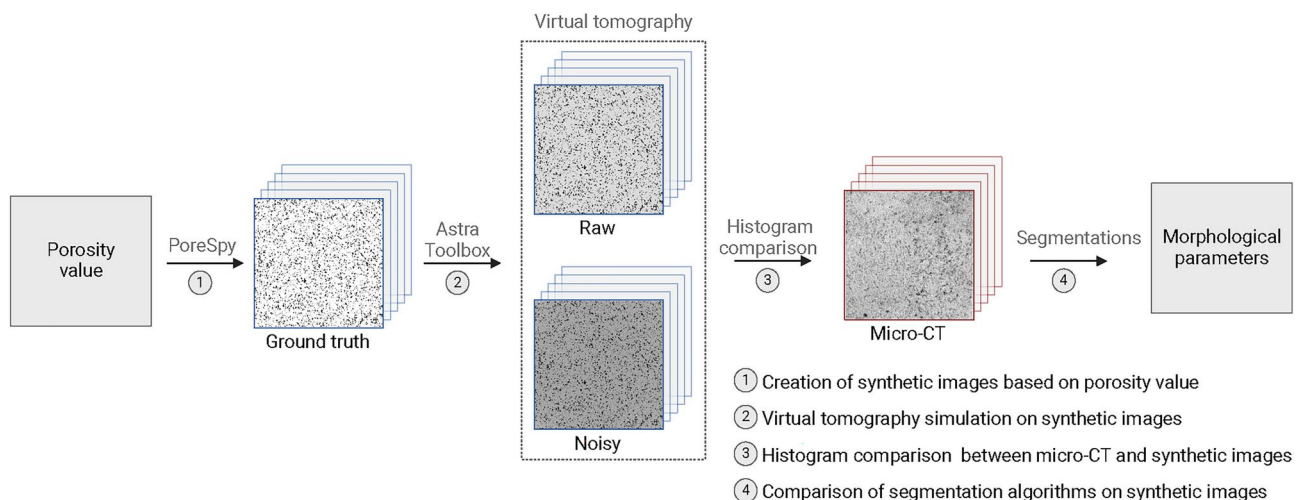 Virtual tomography
Porosity
value
PoreSpy
1
Ground truth
Astra
Toolbox
2
Raw
Noisy
Histogram
comparison
3
Micro-CT
Segmentations
4
Morphological
parameters
1 Creation of synthetic images based on porosity value
2 Virtual tomography simulation on synthetic images
3 Histogram comparison between micro-CT and synthetic images
4 Comparison of segmentation algorithms on synthetic images